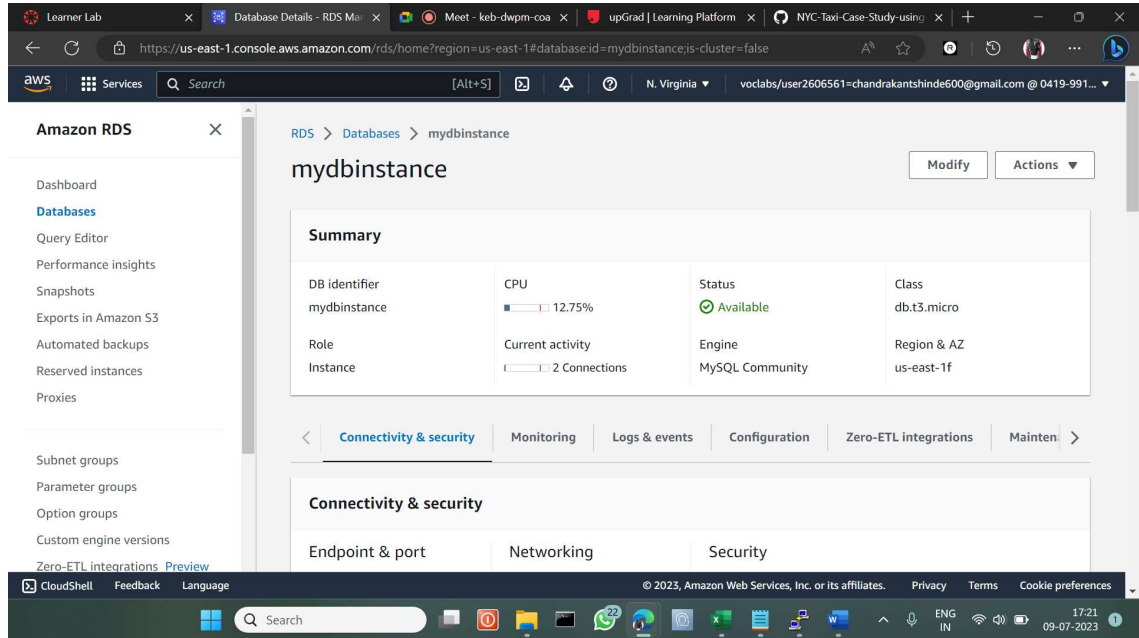 Learner Lab
Database Details - RDS Mar
Meet - keb-dwpm-coa
upGrad | Learning Platform
NYC-Taxi-Case-Study-using
https://us-east-1.console.aws.amazon.com/rds/home?region=us-east-1#database:id=mydbinstance;is-cluster=false
aws
Services
Search
[Alt+S]
N. Virginia
voclabs/user2606561=chandrakantshinde600@gmail.com @ 0419-991...
Amazon RDS
Dashboard
Databases
Query Editor
Performance insights
Snapshots
Exports in Amazon S3
Automated backups
Reserved instances
Proxies
Subnet groups
Parameter groups
Option groups
Custom engine versions
Zero-ETL integrations Preview
RDS > Databases > mydbinstance
mydbinstance
Modify
Actions
Summary
DB identifier
mydbinstance
CPU
12.75%
Status
Available
Class
db.t3.micro
Role
Instance
Current activity
2 Connections
Engine
MySQL Community
Region & AZ
us-east-1f
Connectivity & security
Monitoring
Logs & events
Configuration
Zero-ETL integrations
Mainten
Connectivity & security
Endpoint & port
Networking
Security
CloudShell
Feedback
Language
© 2023, Amazon Web Services, Inc. or its affiliates.
Privacy
Terms
Cookie preferences
Search
22
ENG
IN
17:21
09-07-2023
1